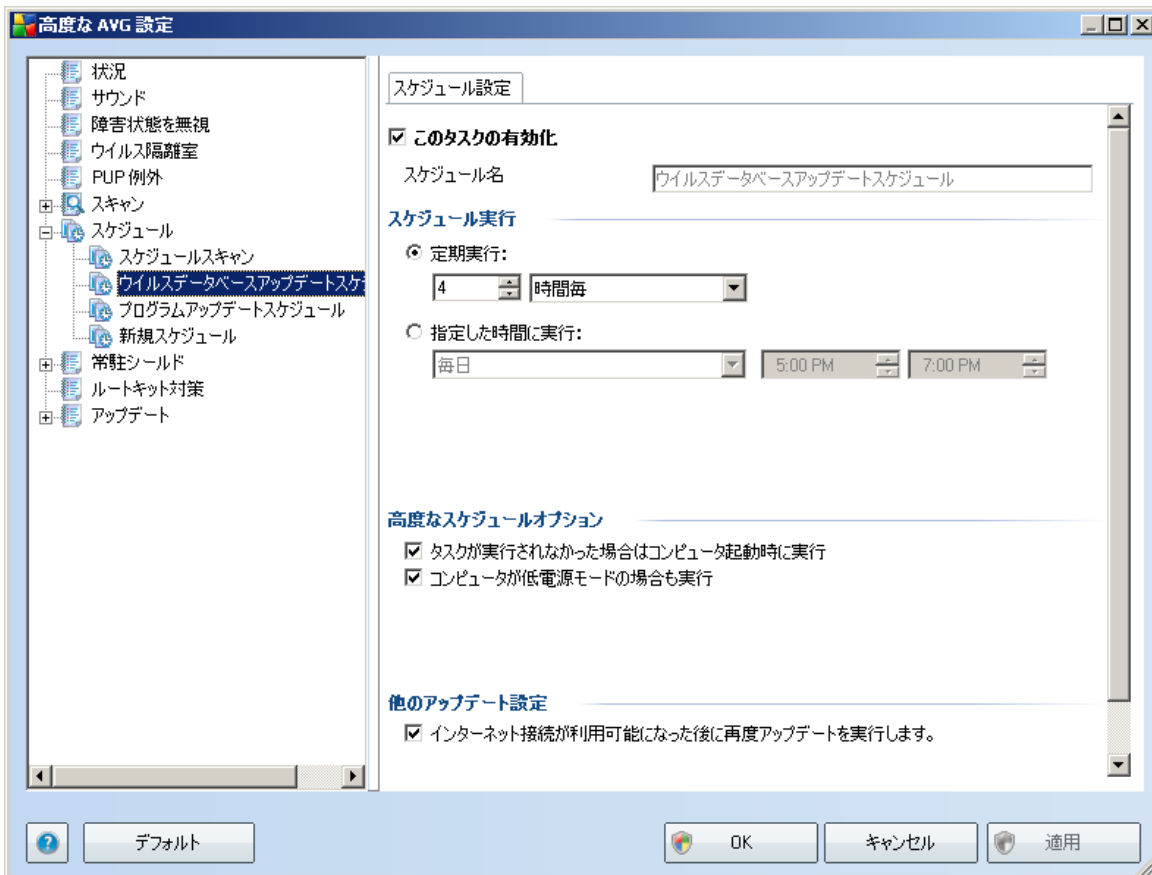 高度な AVG 設定
状況
サウンド
障害状態を無視
ウイルス隔離室
PUP 例外
スキャン
スケジュール
スケジュールスキャン
ウイルスデータベースアップデートスケ
プログラムアップデートスケジュール
新規スケジュール
常駐シールド
ルートキット対策
アップデート
スケジュール設定
このタスクの有効化
スケジュール名
ウイルスデータベースアップデートスケジュール
スケジュール実行
定期実行:
4 時間毎
指定した時間に実行:
毎日 5:00 PM 7:00 PM
高度なスケジュールオプション
タスクが実行されなかった場合はコンピュータ起動時に実行
コンピュータが低電源モードの場合も実行
他のアップデート設定
インターネット接続が利用可能になった後に再度アップデートを実行します。
デフォルト
OK
キャンセル
適用